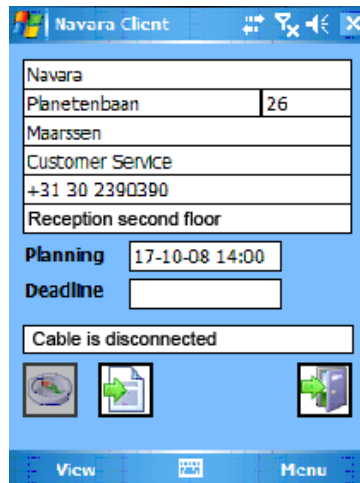 Navara Client
Navara
Planetenbaan 26
Maarssen
Customer Service
+31 30 2390390
Reception second floor
Planning 17-10-08 14:00
Deadline
Cable is disconnected
View Menu